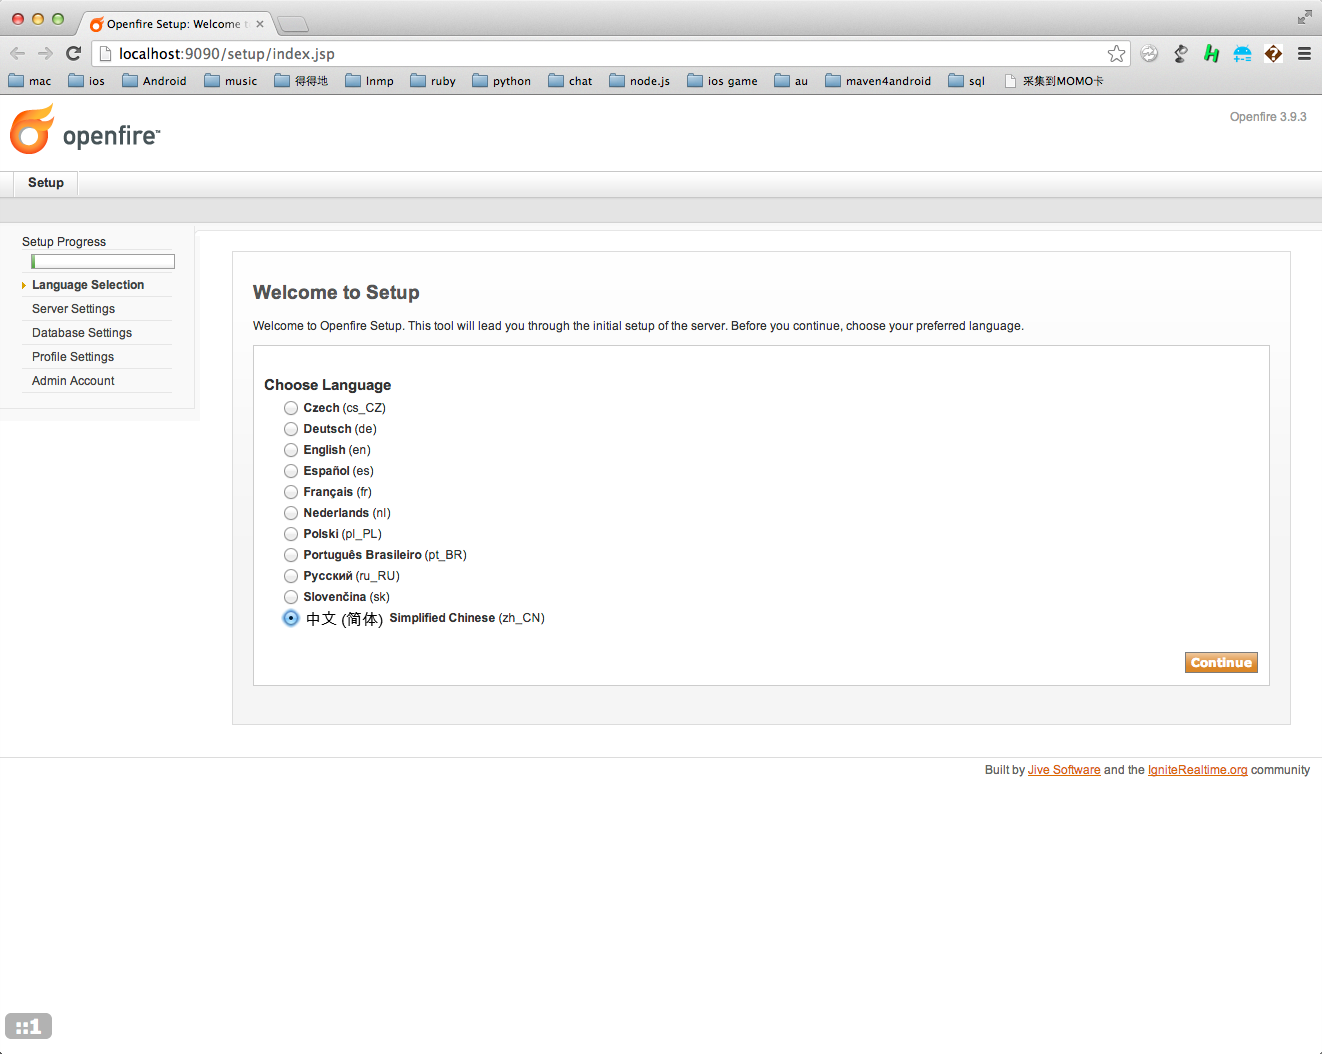 Openfire Setup: Welcome t
localhost:9090/setup/index.jsp
mac ios Android music 得得地 lnmp ruby python chat node.js ios game au maven4android sql 采集到MOMO卡
openfire™
Openfire 3.9.3
Setup
Setup Progress
Language Selection
Server Settings
Database Settings
Profile Settings
Admin Account
Welcome to Setup
Welcome to Openfire Setup. This tool will lead you through the initial setup of the server. Before you continue, choose your preferred language.
Choose Language
Czech (cs_CZ)
Deutsch (de)
English (en)
Español (es)
Français (fr)
Nederlands (nl)
Polski (pl_PL)
Português Brasileiro (pt_BR)
Русский (ru_RU)
Slovenčina (sk)
中文 (简体) Simplified Chinese (zh_CN)
Continue
Built by Jive Software and the IgniteRealtime.org community
::1